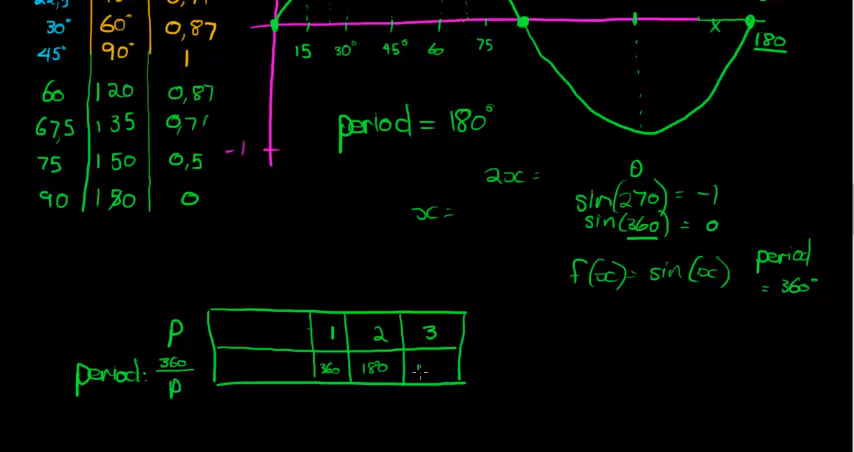 30° 60° 0,87
45° 90° 1
60 120 0,87
67,5 135 0,71
75 150 0,5
90 180 0
15 30° 45° 60 75 x 180
-1
period = 180°
2x = θ
x =
sin(270) = -1
sin(360) = 0
f(x) = sin(x)
period = 360°
P 1 2 3
period: 360/P 360 180